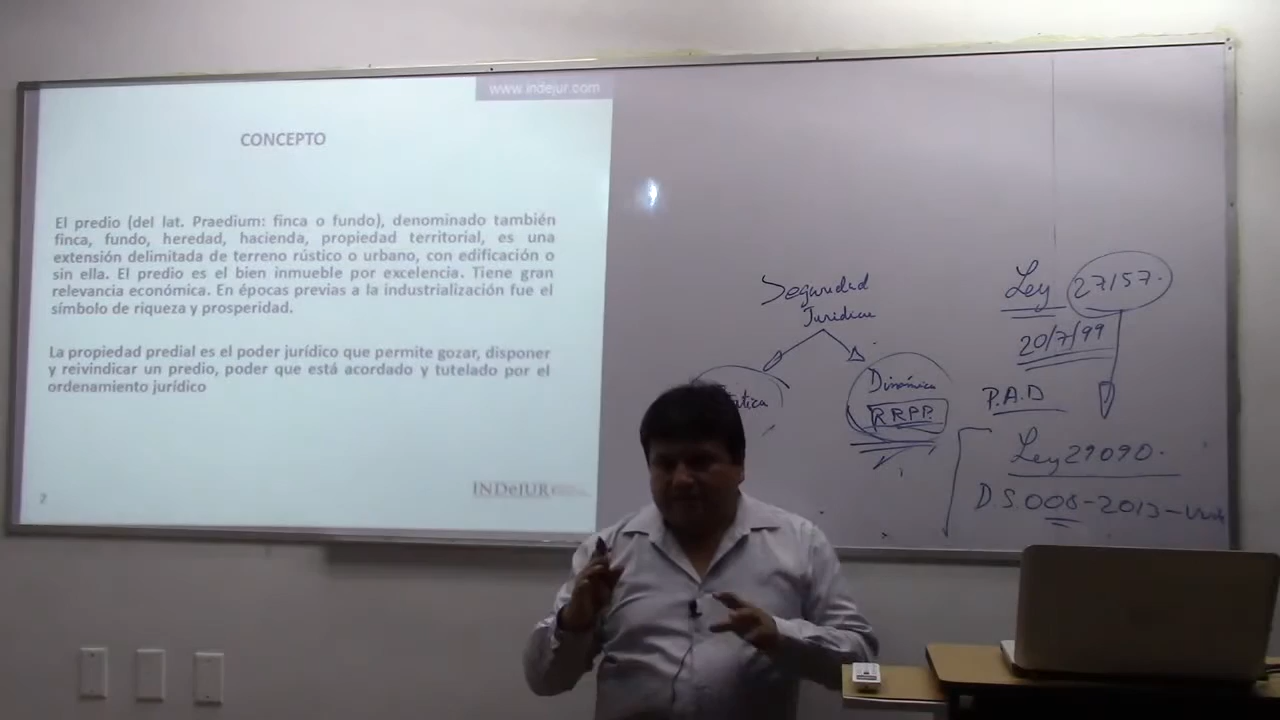 www.indejur.com
CONCEPTO
El predio (del lat. Praedium: finca o fundo), denominado también
finca, fundo, heredad, hacienda, propiedad territorial, es una
extensión delimitada de terreno rústico o urbano, con edificación o
sin ella. El predio es el bien inmueble por excelencia. Tiene gran
relevancia económica. En épocas previas a la industrialización fue el
símbolo de riqueza y prosperidad.
La propiedad predial es el poder jurídico que permite gozar, disponer
y reivindicar un predio, poder que está acordado y tutelado por el
ordenamiento jurídico
2
INDeJUR
Seguridad
Jurídica
Dinámica
RRPP.
Ley 27157.
20/7/99
P.A.D
Ley 29090.
D.S. 008-2013-